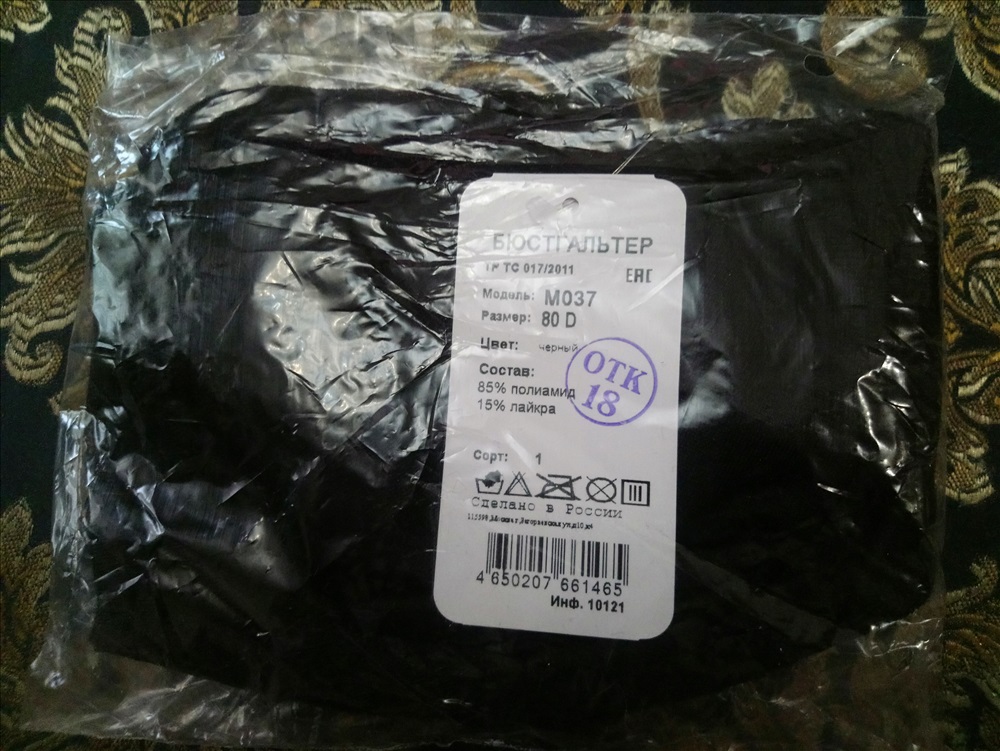 БЮСТГАЛЬТЕР
ТР ТС 017/2011
ЕАС
Модель: М037
Размер: 80 D
Цвет: черный
ОТК
18
Состав:
85% полиамид
15% лайкра
Сорт: 1
Сделано в России
4 650207 661465
Инф. 10121